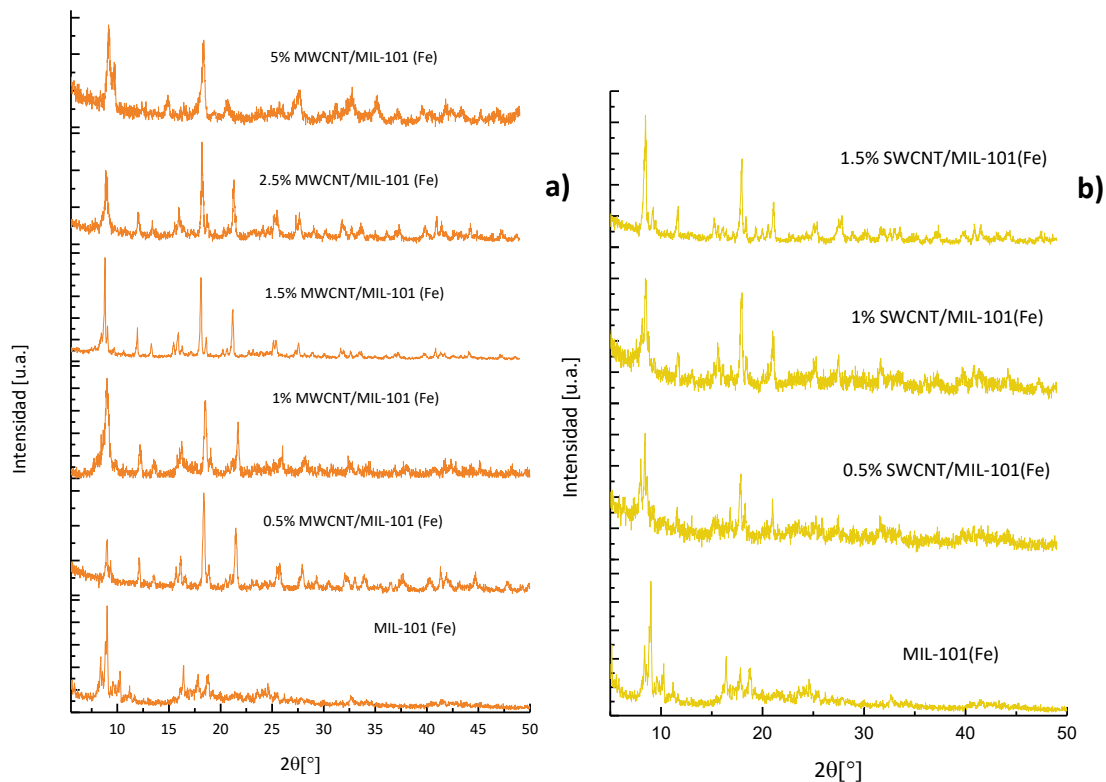 Intensidad [u.a.]
5% MWCNT/MIL-101 (Fe)
2.5% MWCNT/MIL-101 (Fe)
1.5% MWCNT/MIL-101 (Fe)
1% MWCNT/MIL-101 (Fe)
0.5% MWCNT/MIL-101 (Fe)
MIL-101 (Fe)
a)
10 15 20 25 30 35 40 45 50
2θ[°]
Intensidad [u.a.]
1.5% SWCNT/MIL-101(Fe)
1% SWCNT/MIL-101(Fe)
0.5% SWCNT/MIL-101(Fe)
MIL-101(Fe)
b)
10 20 30 40 50
2θ[°]